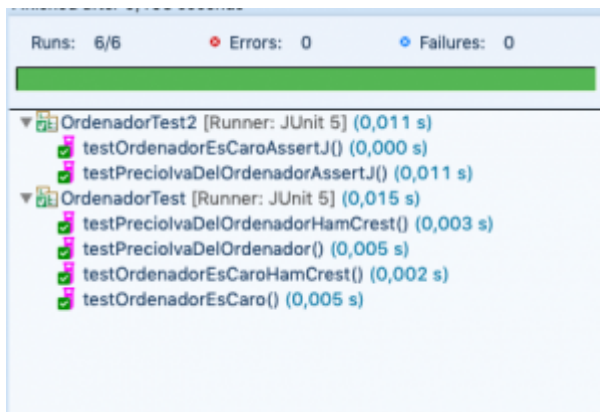 Runs: 6/6 Errors: 0 Failures: 0
OrdenadorTest2 [Runner: JUnit 5] (0,011 s)
testOrdenadorEsCaroAssertJ() (0,000 s)
testPrecioIvaDelOrdenadorAssertJ() (0,011 s)
OrdenadorTest [Runner: JUnit 5] (0,015 s)
testPrecioIvaDelOrdenadorHamCrest() (0,003 s)
testPrecioIvaDelOrdenador() (0,005 s)
testOrdenadorEsCaroHamCrest() (0,002 s)
testOrdenadorEsCaro() (0,005 s)